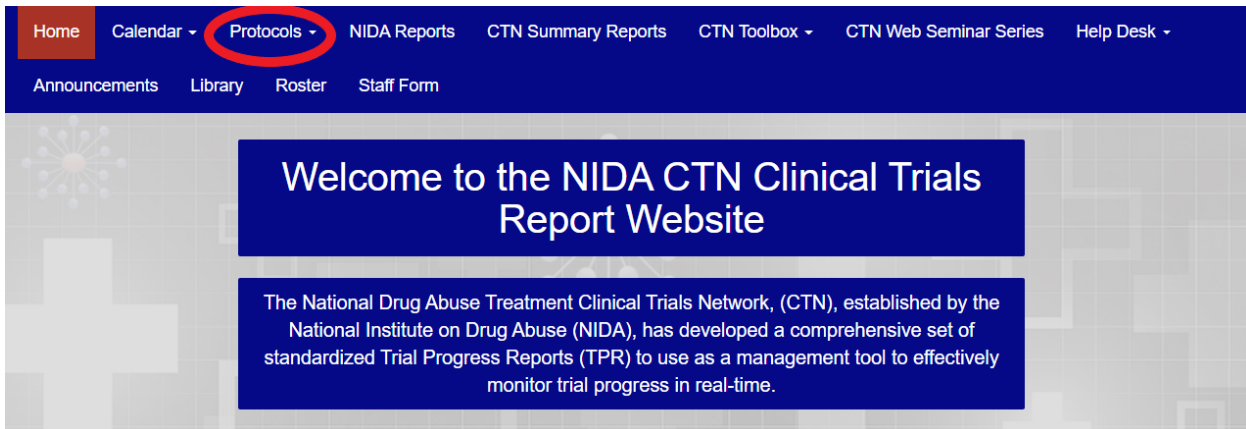 Home Calendar Protocols NIDA Reports CTN Summary Reports CTN Toolbox CTN Web Seminar Series Help Desk
Announcements Library Roster Staff Form
Welcome to the NIDA CTN Clinical Trials
Report Website
The National Drug Abuse Treatment Clinical Trials Network, (CTN), established by the
National Institute on Drug Abuse (NIDA), has developed a comprehensive set of
standardized Trial Progress Reports (TPR) to use as a management tool to effectively
monitor trial progress in real-time.